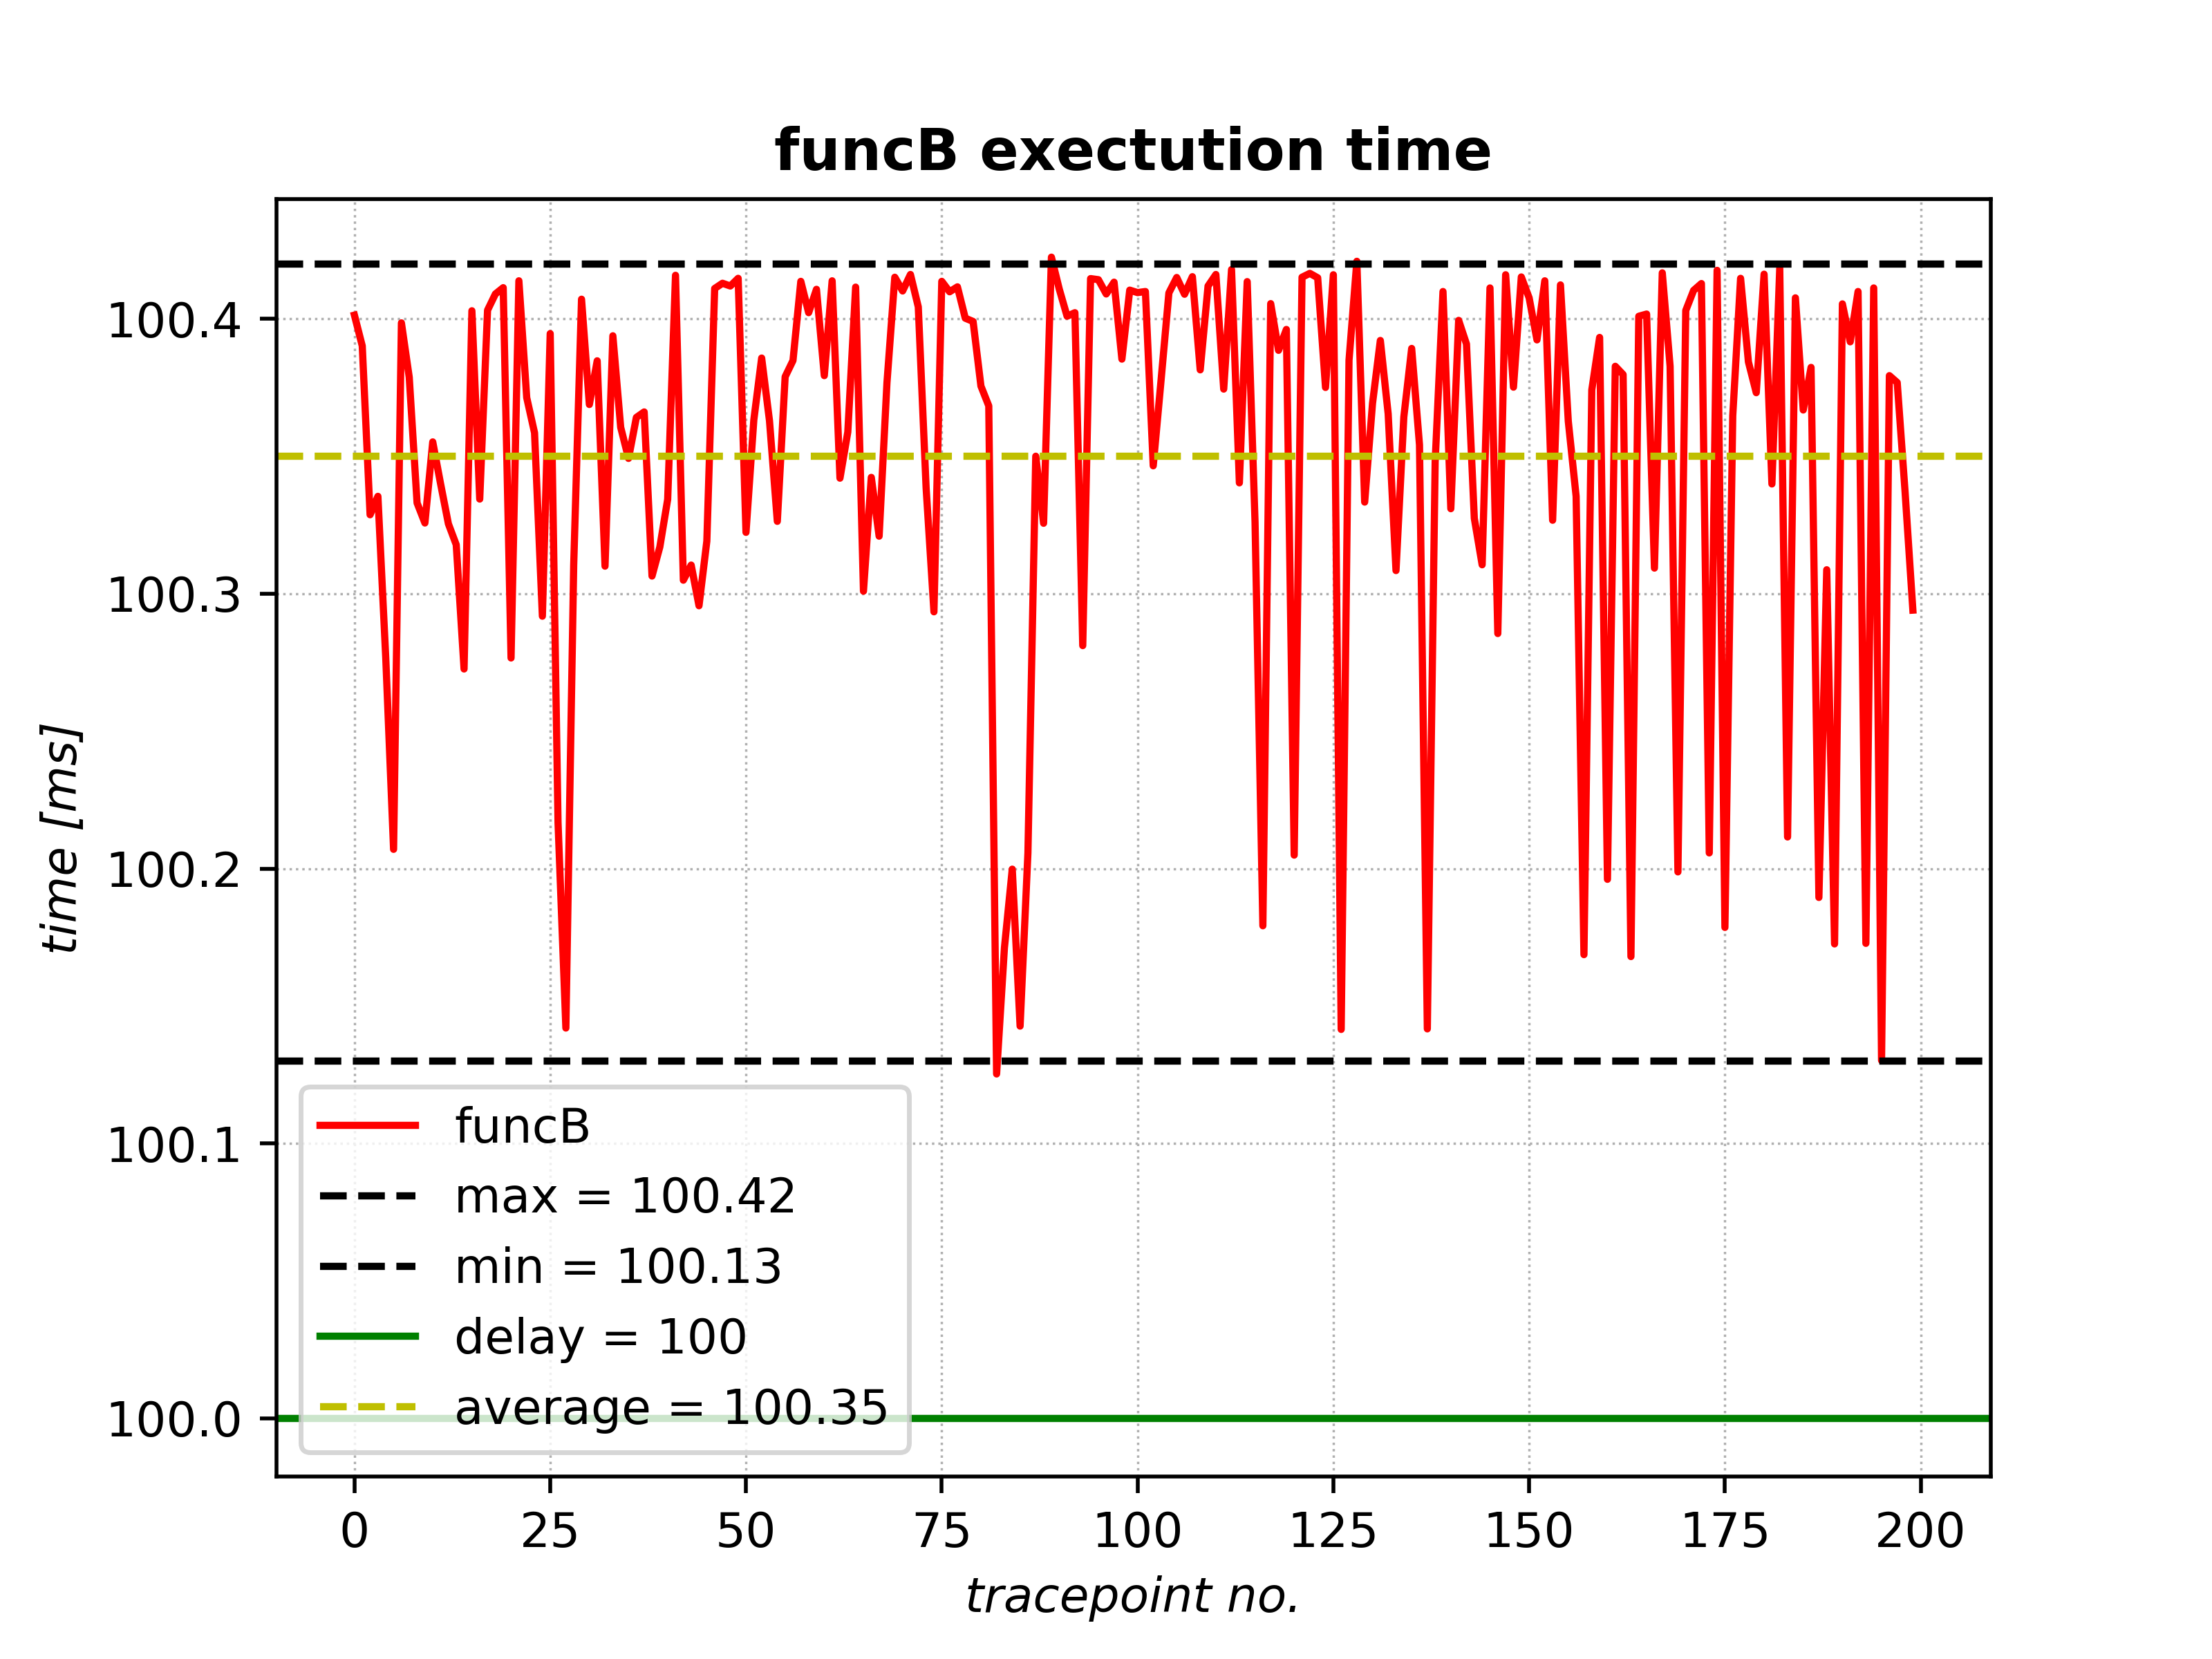 funcB exectution time
time [ms]
100.4
100.3
100.2
100.1
100.0
funcB
max = 100.42
min = 100.13
delay = 100
average = 100.35
0 25 50 75 100 125 150 175 200
tracepoint no.